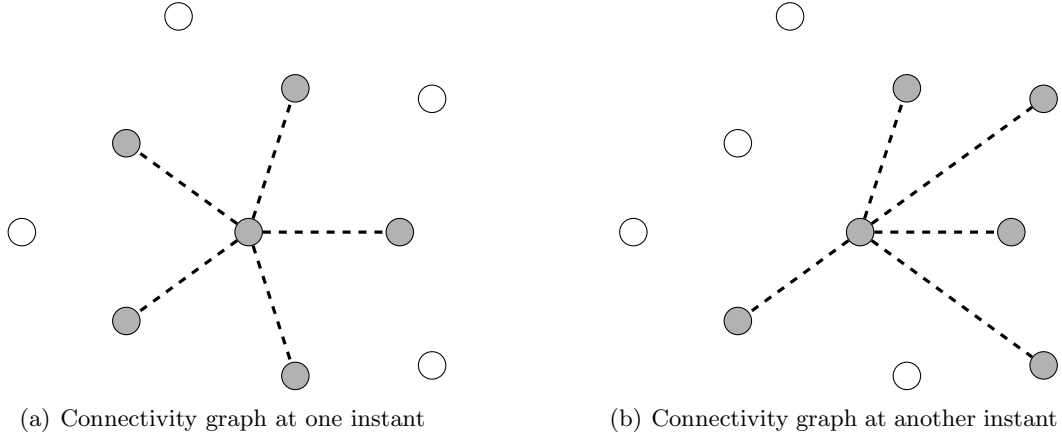 (a) Connectivity graph at one instant
(b) Connectivity graph at another instant